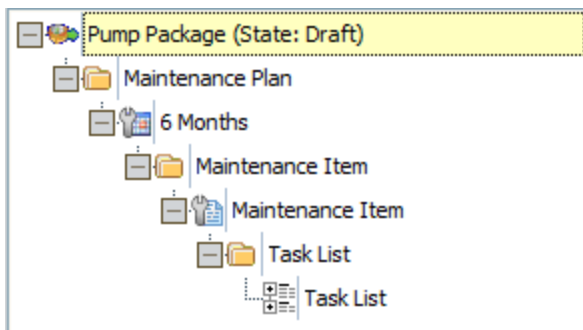 Pump Package (State: Draft)
Maintenance Plan
6 Months
Maintenance Item
Maintenance Item
Task List
Task List